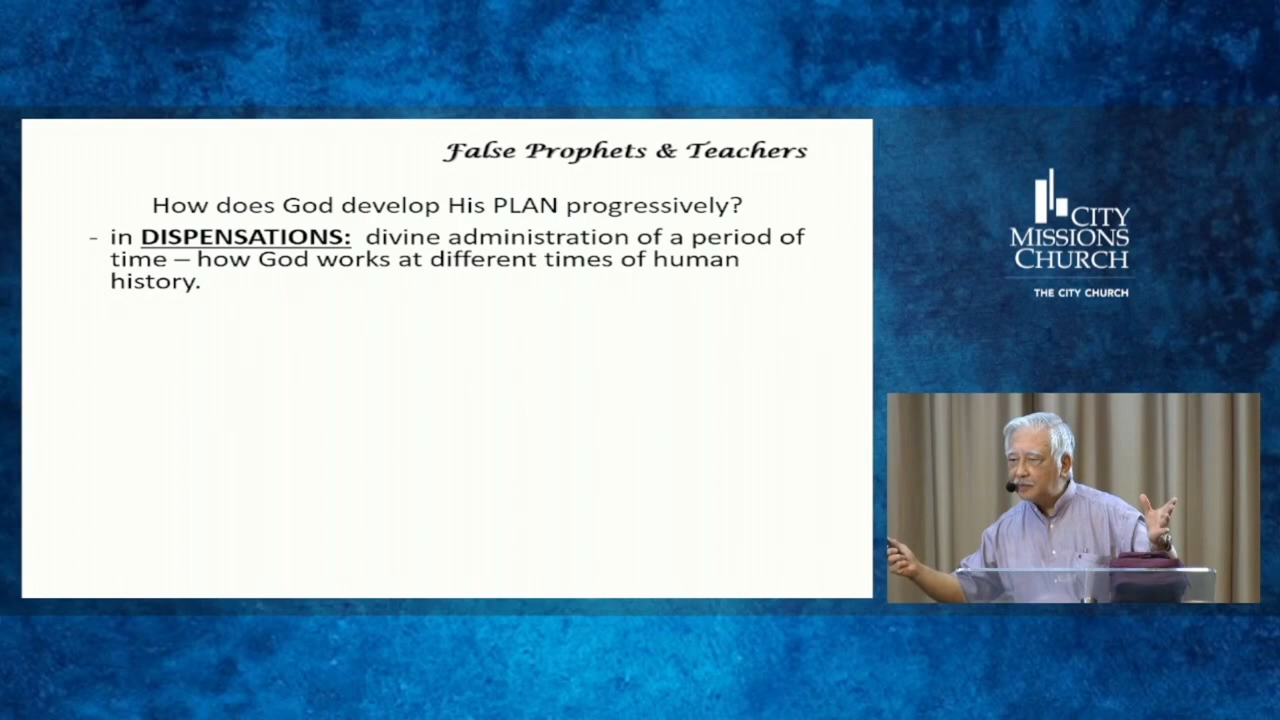 False Prophets & Teachers
How does God develop His PLAN progressively?
- in DISPENSATIONS: divine administration of a period of
time – how God works at different times of human
history.
CITY
MISSIONS
CHURCH
THE CITY CHURCH